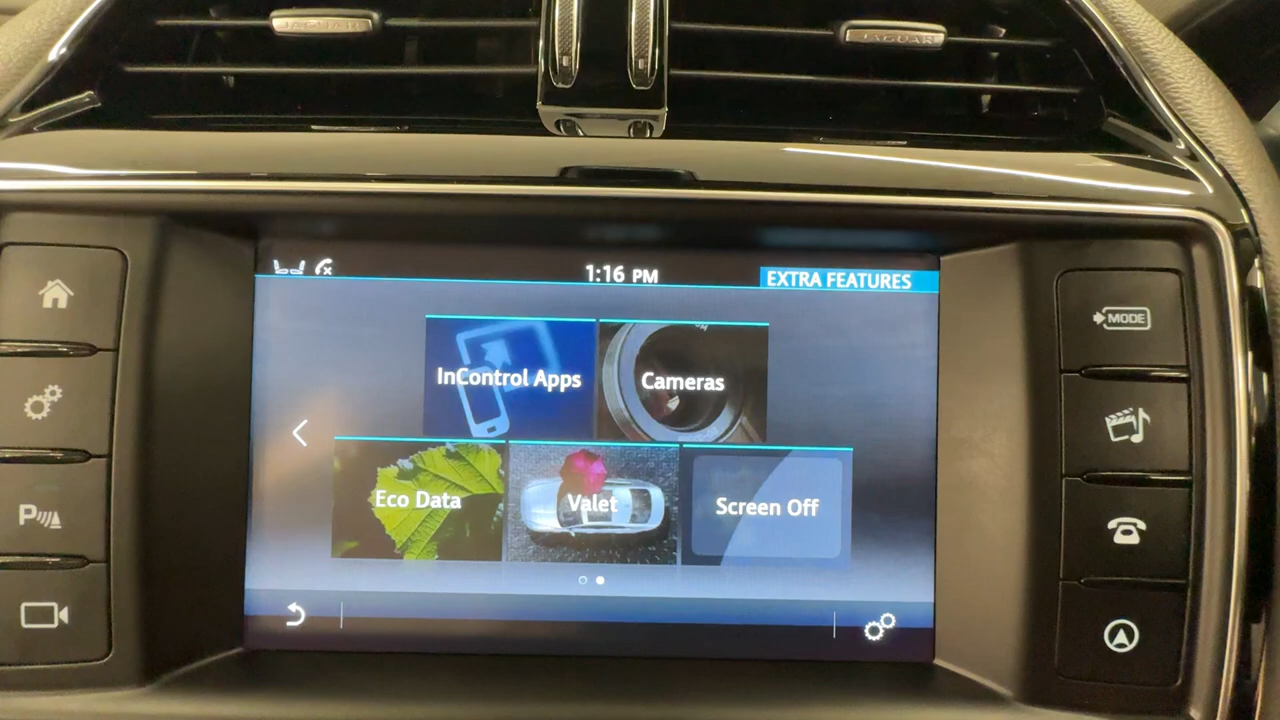 JAGUAR
JAGUAR
1:16 PM
EXTRA FEATURES
MODE
InControl Apps
Cameras
Eco Data
Valet
Screen Off
P